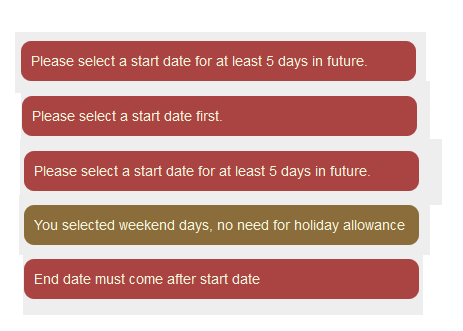 Please select a start date for at least 5 days in future.
Please select a start date first.
Please select a start date for at least 5 days in future.
You selected weekend days, no need for holiday allowance
End date must come after start date